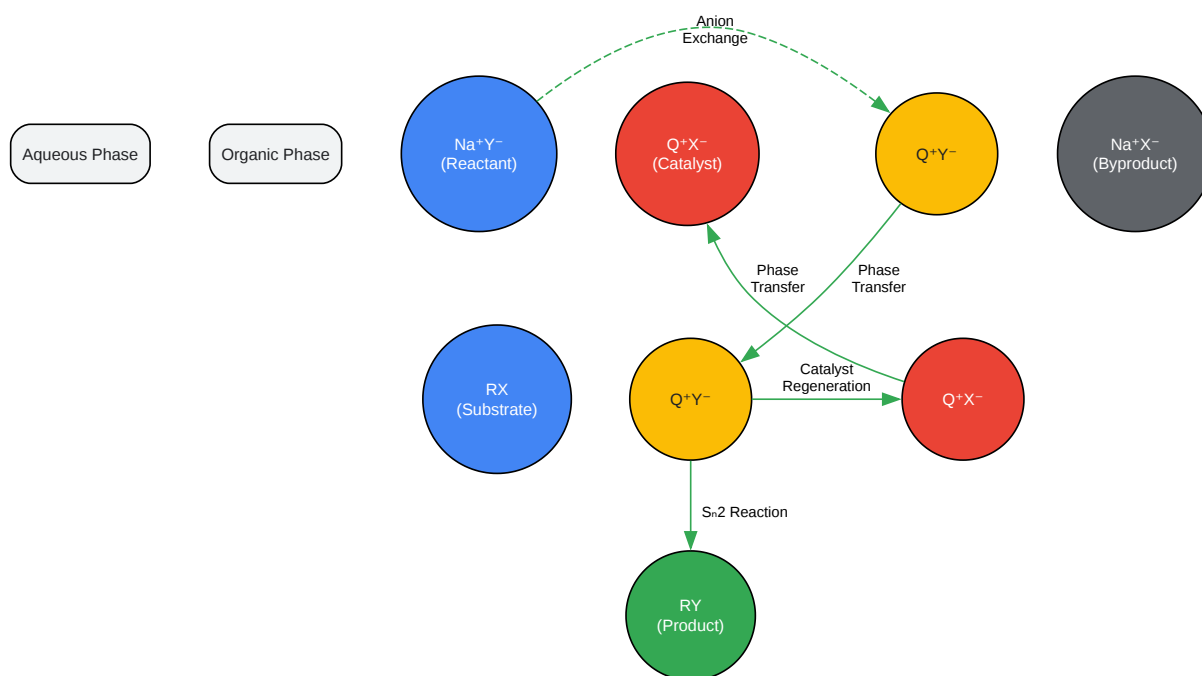 Anion
Exchange
Aqueous Phase
Organic Phase
Na⁺Y⁻
(Reactant)
Q⁺X⁻
(Catalyst)
Q⁺Y⁻
Na⁺X⁻
(Byproduct)
Phase
Transfer
Phase
Transfer
RX
(Substrate)
Q⁺Y⁻
Catalyst
Regeneration
Q⁺X⁻
Sₙ2 Reaction
RY
(Product)